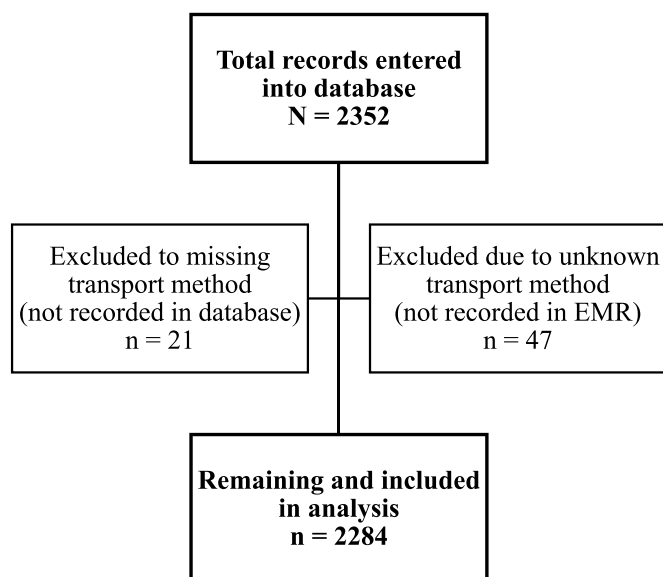 Total records entered
into database
N = 2352
Excluded to missing
transport method
(not recorded in database)
n = 21
Excluded due to unknown
transport method
(not recorded in EMR)
n = 47
Remaining and included
in analysis
n = 2284